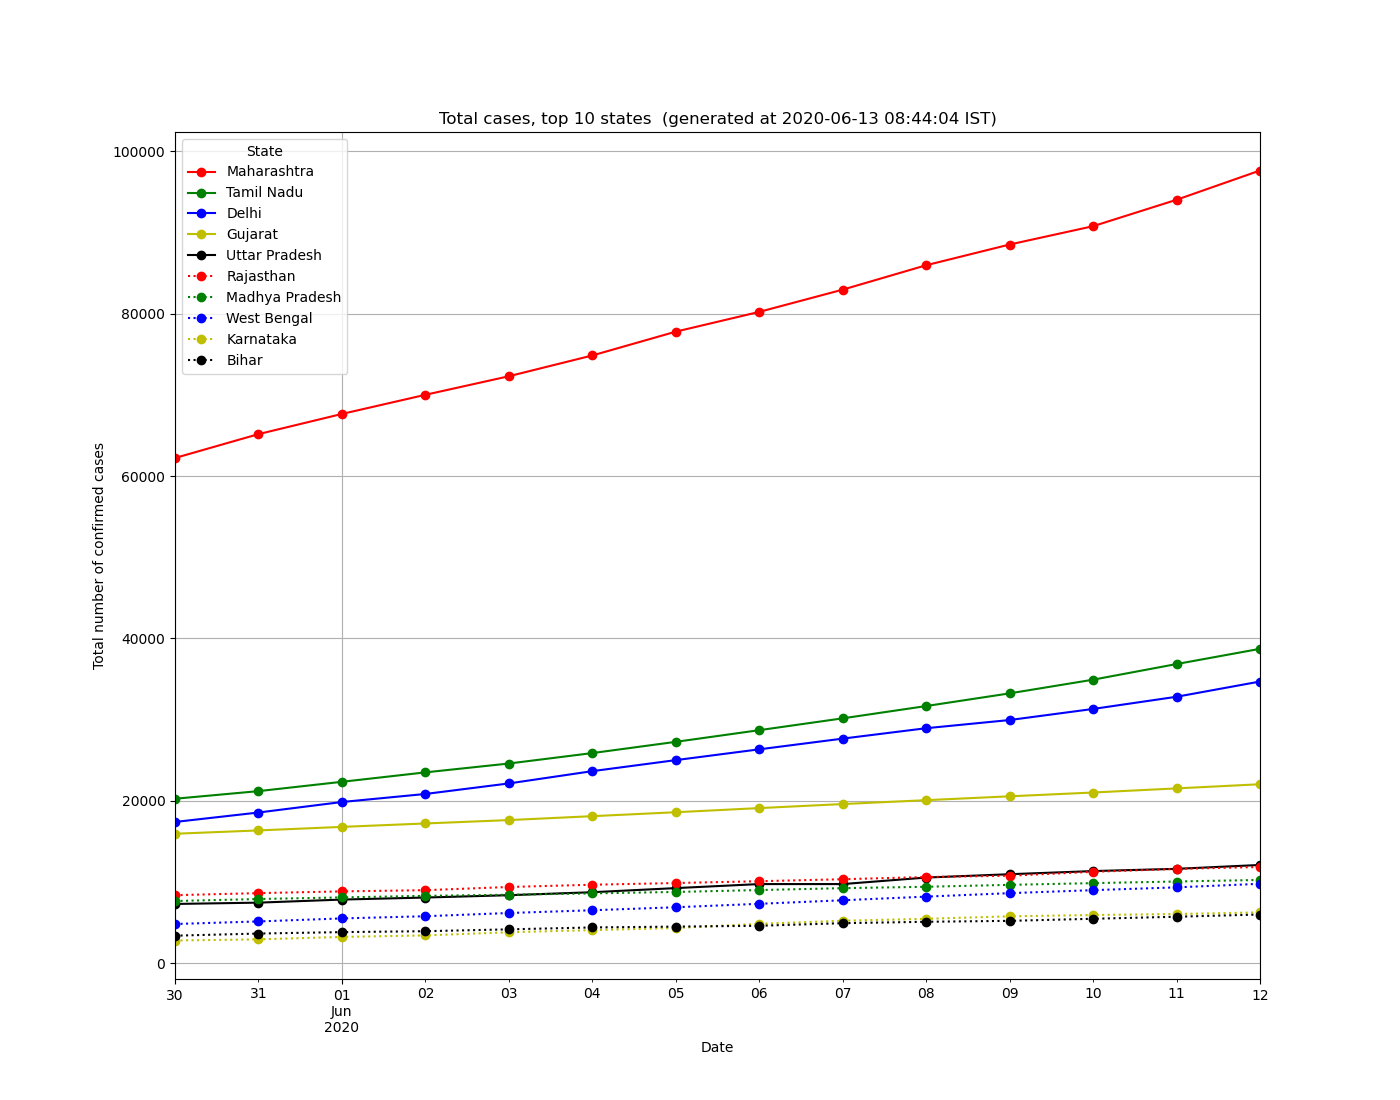 Total cases, top 10 states  (generated at 2020-06-13 08:44:04 IST)
State
Maharashtra
Tamil Nadu
Delhi
Gujarat
Uttar Pradesh
Rajasthan
Madhya Pradesh
West Bengal
Karnataka
Bihar
Total number of confirmed cases
100000
80000
60000
40000
20000
0
30 31 01 02 03 04 05 06 07 08 09 10 11 12
Jun
2020
Date